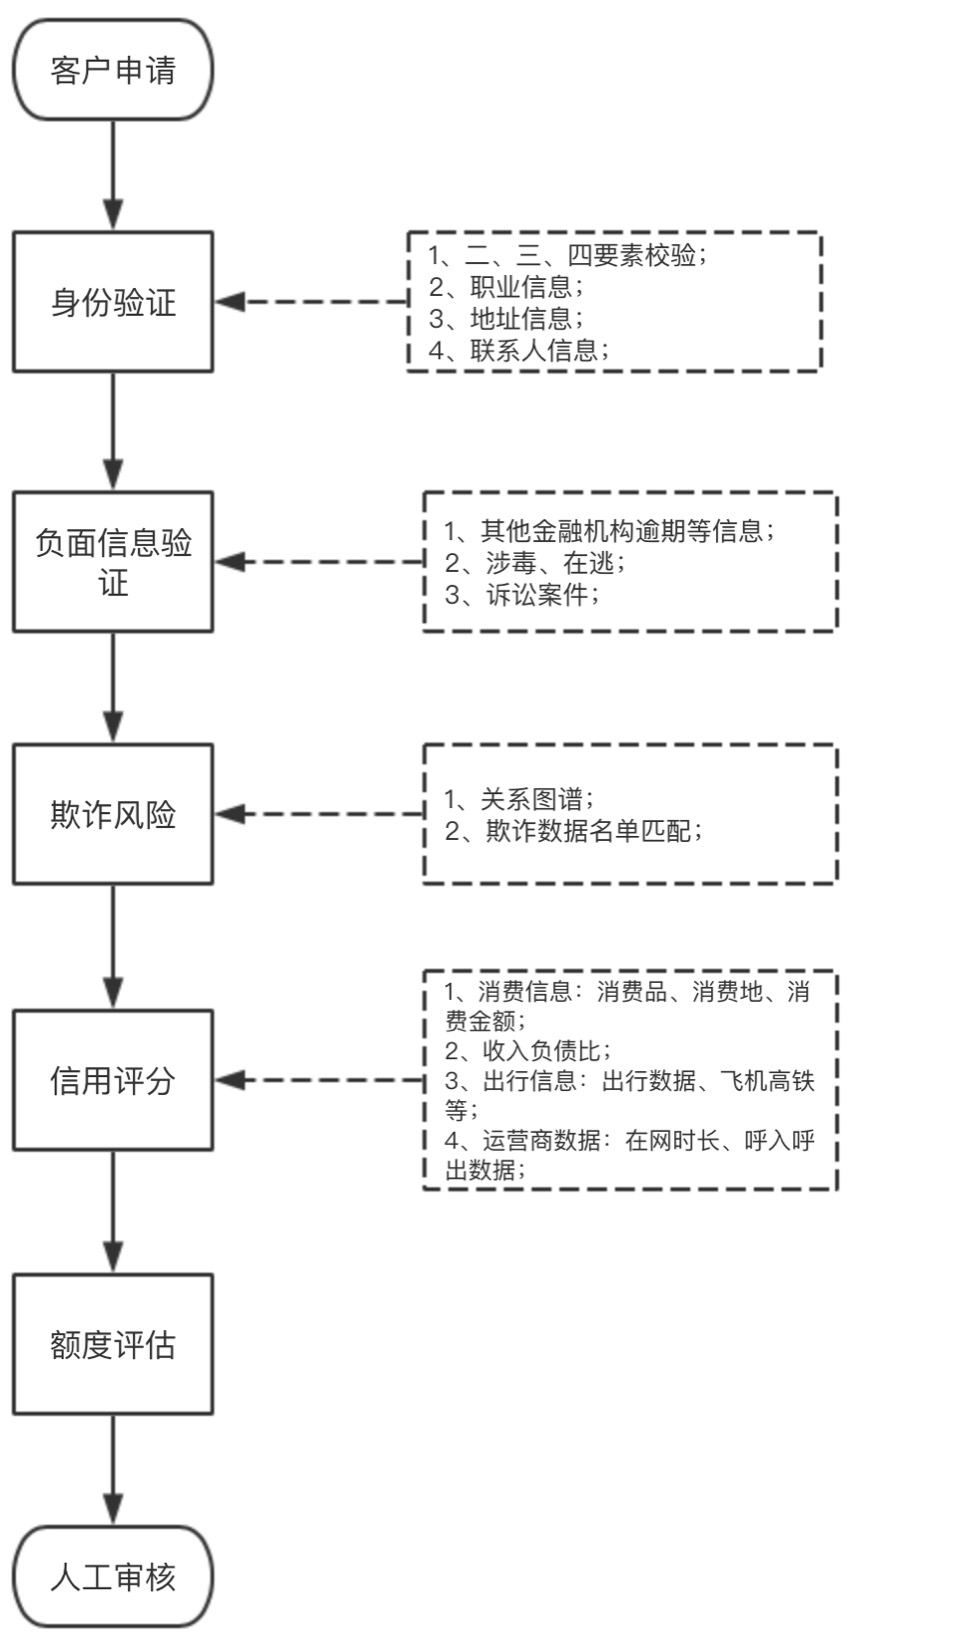 客户申请
身份验证
1、二、三、四要素校验；
2、职业信息；
3、地址信息；
4、联系人信息；
负面信息验
证
1、其他金融机构逾期等信息；
2、涉毒、在逃；
3、诉讼案件；
欺诈风险
1、关系图谱；
2、欺诈数据名单匹配；
信用评分
1、消费信息：消费品、消费地、消
费金额；
2、收入负债比；
3、出行信息：出行数据、飞机高铁
等；
4、运营商数据：在网时长、呼入呼
出数据；
额度评估
人工审核